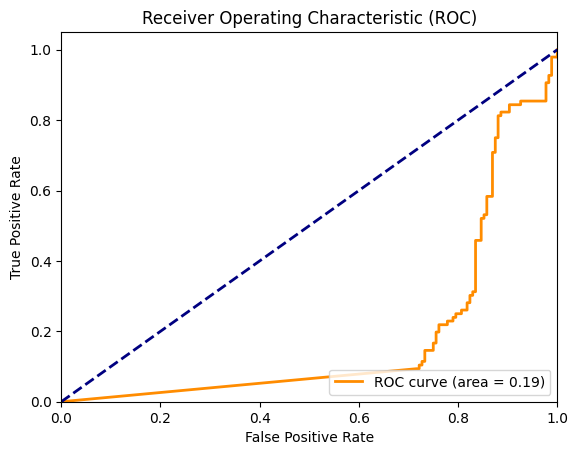 Receiver Operating Characteristic (ROC)
True Positive Rate
1.0
0.8
0.6
0.4
0.2
0.0
ROC curve (area = 0.19)
0.0 0.2 0.4 0.6 0.8 1.0
False Positive Rate